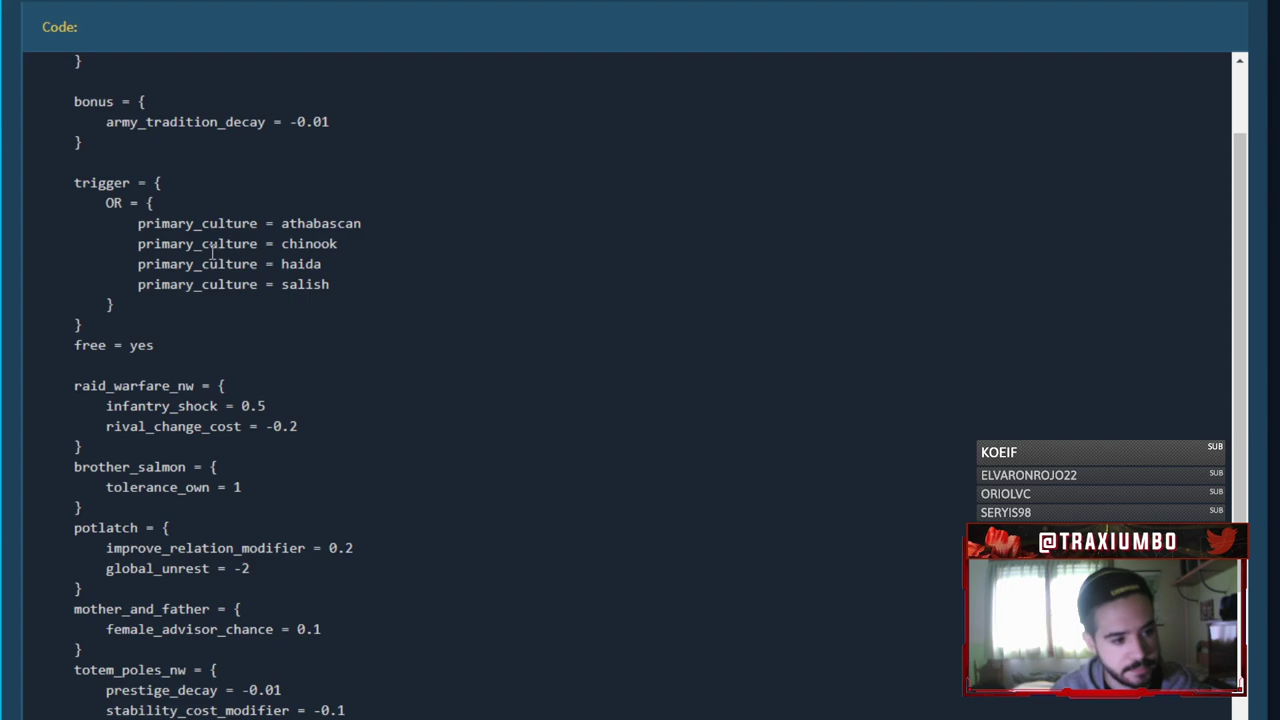 Code:
}
bonus = {
army_tradition_decay = -0.01
}
trigger = {
OR = {
primary_culture = athabascan
primary_culture = chinook
primary_culture = haida
primary_culture = salish
}
}
free = yes
raid_warfare_nw = {
infantry_shock = 0.5
rival_change_cost = -0.2
}
brother_salmon = {
tolerance_own = 1
}
potlatch = {
improve_relation_modifier = 0.2
global_unrest = -2
}
mother_and_father = {
female_advisor_chance = 0.1
}
totem_poles_nw = {
prestige_decay = -0.01
stability_cost_modifier = -0.1
KOEIF SUB
ELVARONROJO22 SUB
ORIOLVC SUB
SERYIS98 SUB
@TRAXIUMBO